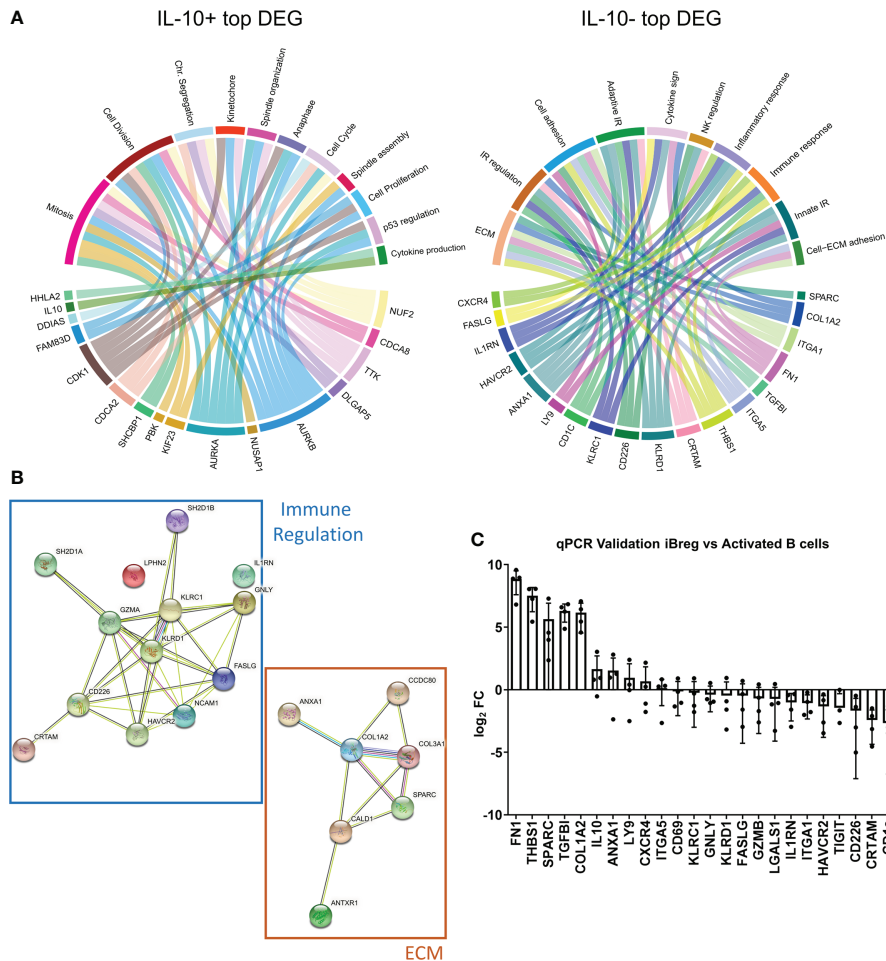 A
IL-10+ top DEG
IL-10- top DEG
Mitosis
Cell Division
Chr. Segregation
Kinetochore
Spindle organization
Anaphase
Cell Cycle
Spindle assembly
Cell Proliferation
p53 regulation
Cytokine production
NUF2
CDCA8
TTK
DLGAP5
AURKB
NUSAP1
AURKA
KIF23
PBK
SHCBP1
CDCA2
CDK1
FAM83D
DDIAS
IL10
HHLA2
ECM
IR regulation
Cell adhesion
Adaptive IR
Cytokine sign
NK regulation
Inflammatory response
Immune response
Innate IR
Cell-ECM adhesion
SPARC
COL1A2
ITGA1
FN1
TGFBI
ITGA5
THBS1
CRTAM
KLRD1
CD226
KLRC1
CD1C
LY9
ANXA1
HAVCR2
IL1RN
FASLG
CXCR4
B
Immune
Regulation
SH2D1B
SH2D1A
LPHN2
IL1RN
KLRC1
GNLY
GZMA
KLRD1
FASLG
CD226
NCAM1
HAVCR2
CRTAM
CCDC80
ANXA1
COL1A2
COL3A1
SPARC
CALD1
ANTXR1
ECM
C
qPCR Validation iBreg vs Activated B cells
log2 FC
10
5
0
-5
-10
FN1
THBS1
SPARC
TGFBI
COL1A2
IL10
ANXA1
LY9
CXCR4
ITGA5
CD69
KLRC1
GNLY
KLRD1
FASLG
GZMB
LGALS1
IL1RN
ITGA1
HAVCR2
TIGIT
CD226
CRTAM